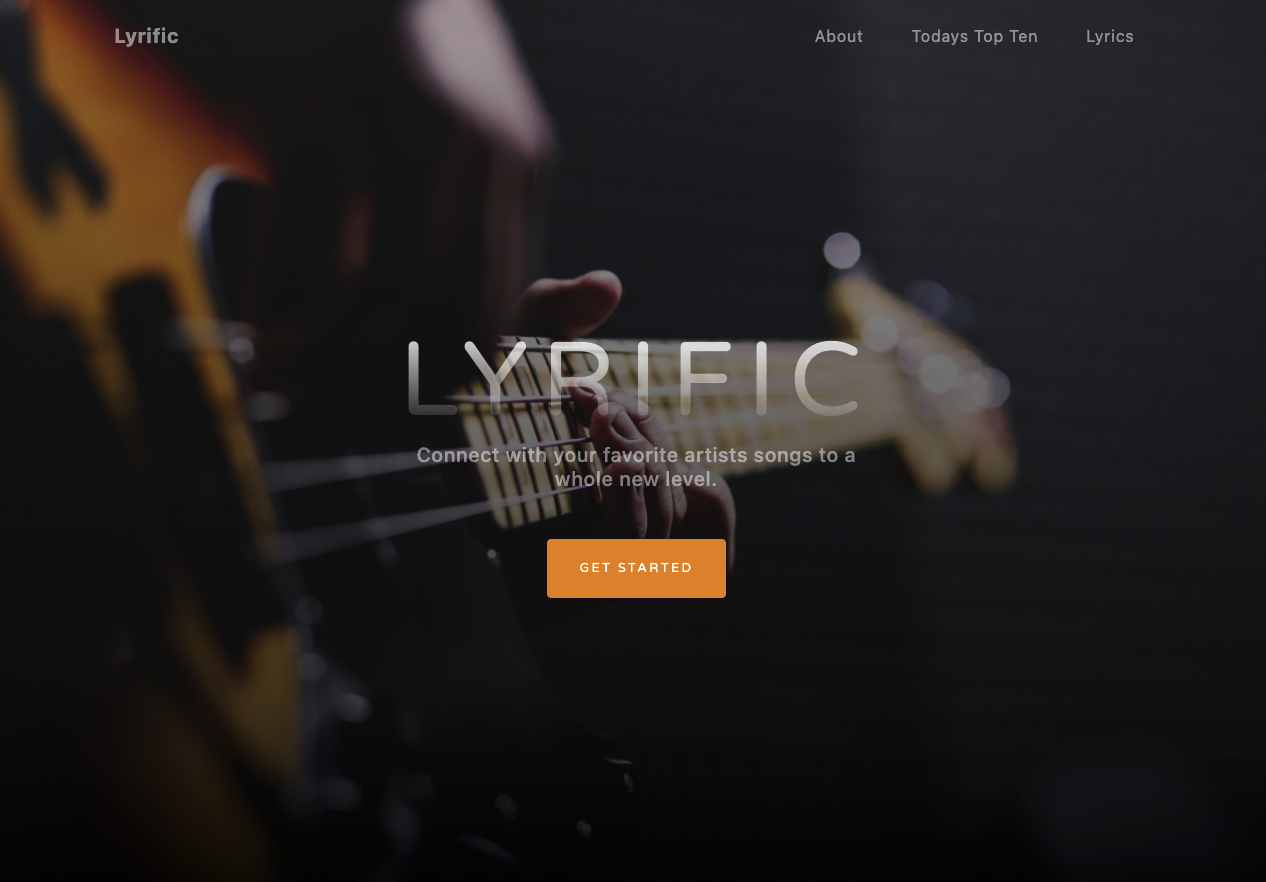 Lyrific
About
Todays Top Ten
Lyrics
LYRIFIC
Connect with your favorite artists songs to a
whole new level.
GET STARTED